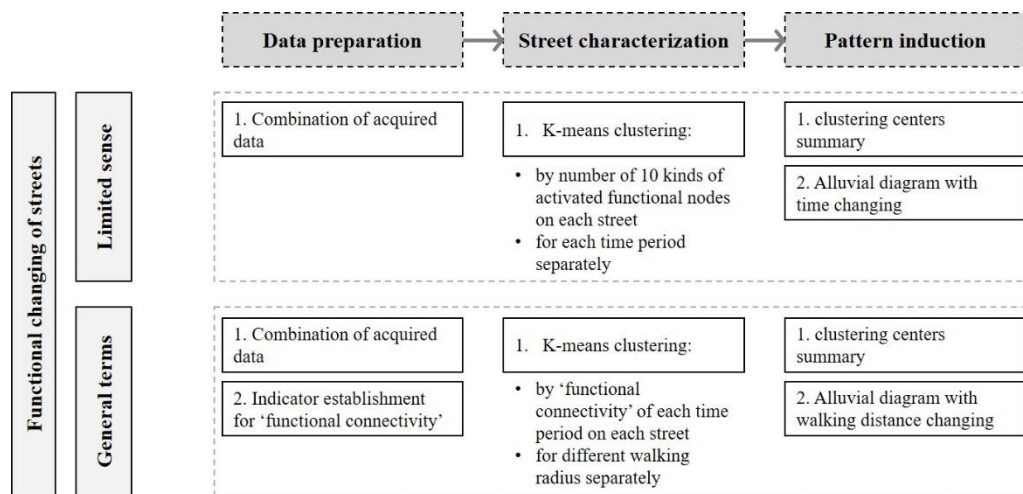 Data preparation
Street characterization
Pattern induction
Functional changing of streets
Limited sense
1. Combination of acquired
data
1. K-means clustering:
• by number of 10 kinds of
activated functional nodes
on each street
• for each time period
separately
1. clustering centers
summary
2. Alluvial diagram with
time changing
General terms
1. Combination of acquired
data
2. Indicator establishment
for ‘functional connectivity’
1. K-means clustering:
• by ‘functional
connectivity’ of each time
period on each street
• for different walking
radius separately
1. clustering centers
summary
2. Alluvial diagram with
walking distance changing